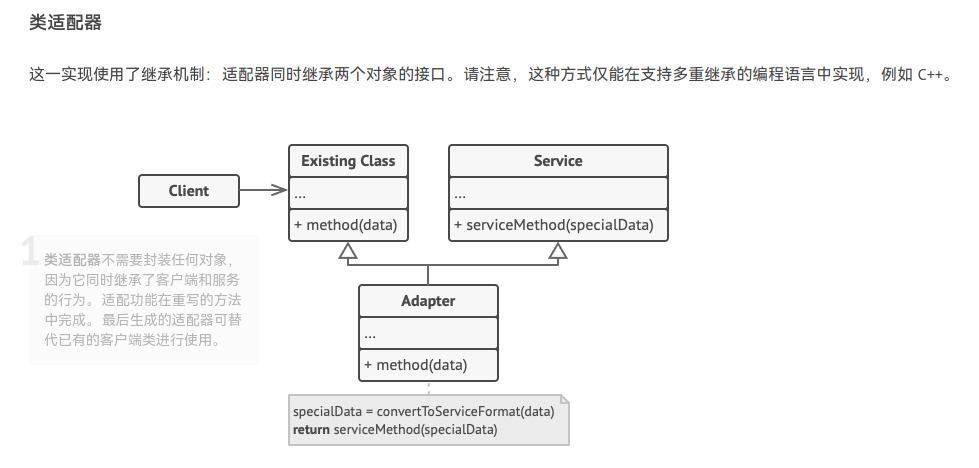 类适配器
这一实现使用了继承机制：适配器同时继承两个对象的接口。请注意，这种方式仅能在支持多重继承的编程语言中实现，例如 C++。
Existing Class
...
+ method(data)
Service
...
+ serviceMethod(specialData)
Client
1
类适配器不需要封装任何对象，
因为它同时继承了客户端和服务
的行为。适配功能在重写的方法
中完成。最后生成的适配器可替
代已有的客户端类进行使用。
Adapter
...
+ method(data)
specialData = convertToServiceFormat(data)
return serviceMethod(specialData)